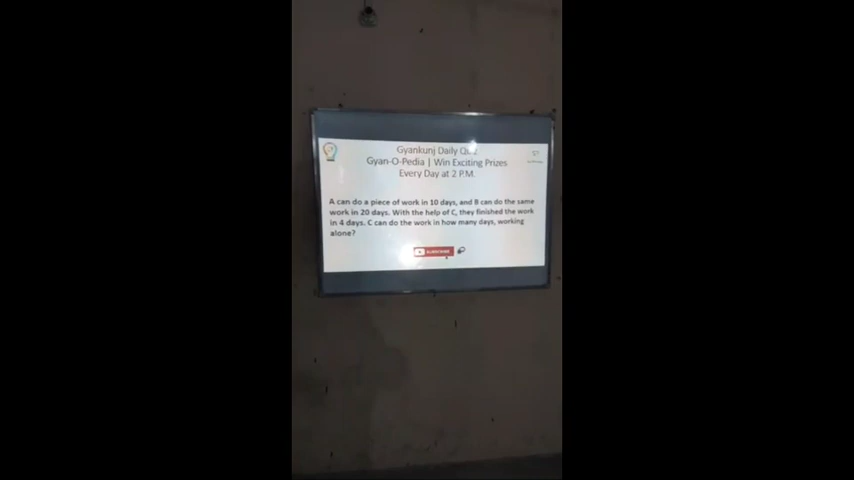 Gyankunj Daily Quiz
Gyan-O-Pedia | Win Exciting Prizes
Every Day at 2 P.M.
A can do a piece of work in 10 days, and B can do the same
work in 20 days. With the help of C, they finished the work
in 4 days. C can do the work in how many days, working
alone?
SUBSCRIBE